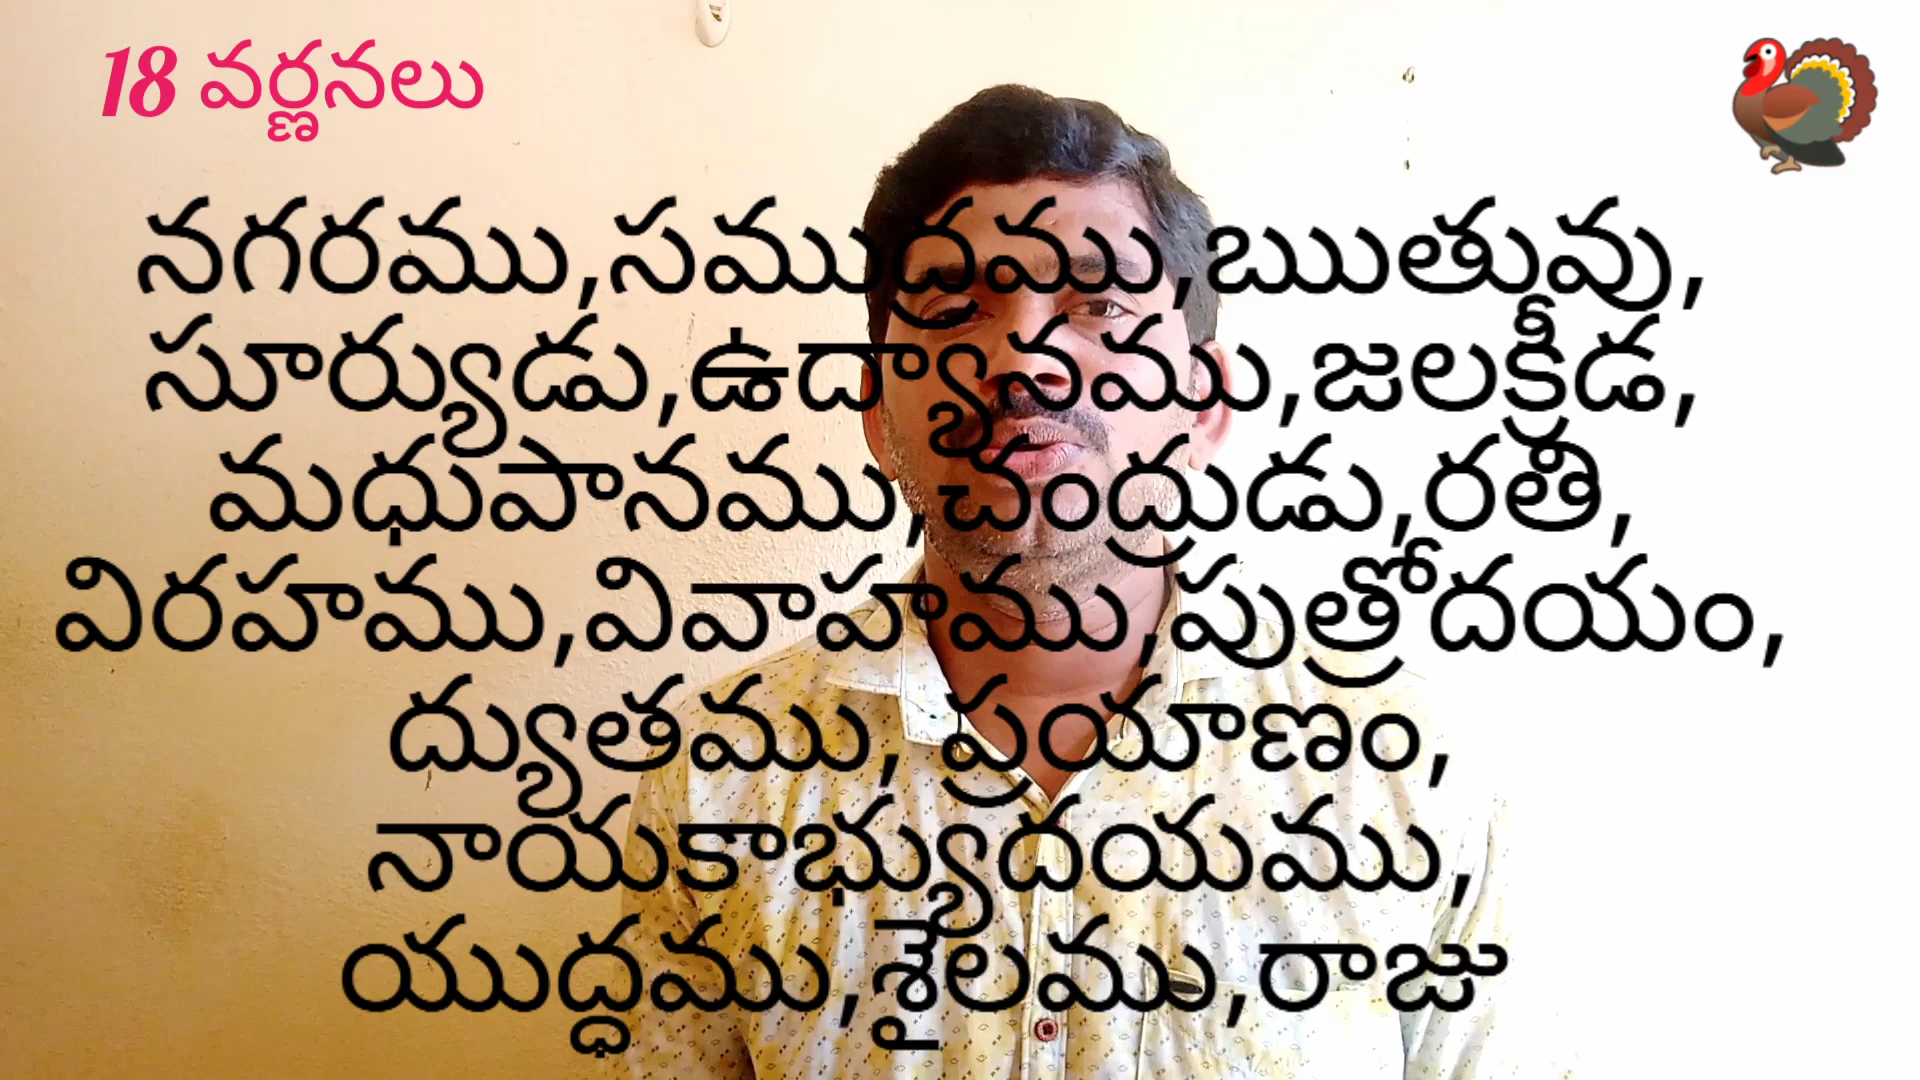 18 వర్ణనలు
నగరము,సముద్రము,ఋతువు,
సూర్యుడు,ఉద్యానము,జలక్రీడ,
మధుపానము,చంద్రుడు,రతి,
విరహము,వివాహము,పుత్రోదయం,
ద్యుతము, ప్రయాణం,
నాయకాభ్యుదయము,
యుద్ధము,శైలము,రాజు